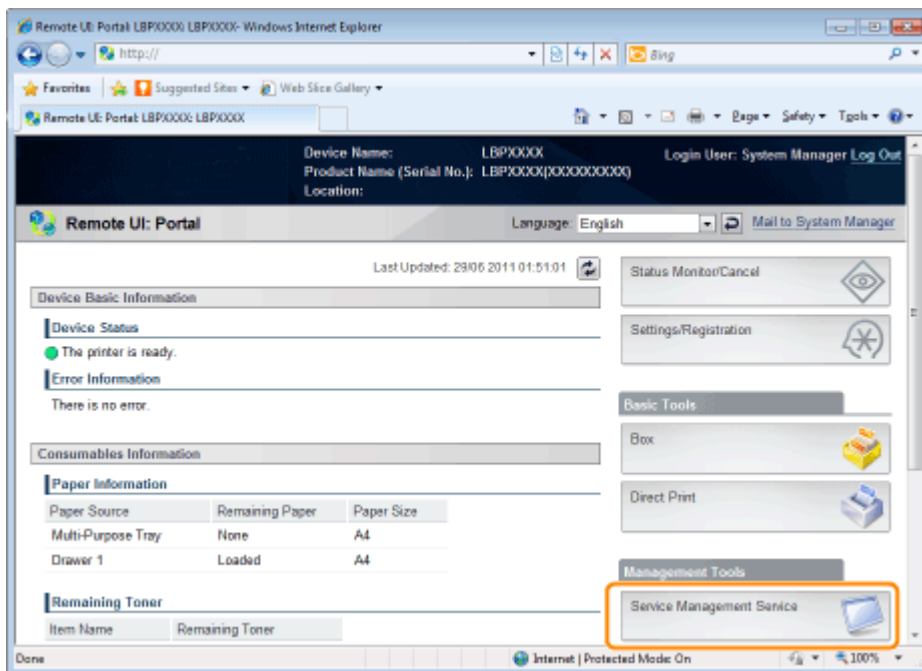 Remote UI: Portal: LBPXXXX: LBPXXXX- Windows Internet Explorer
http://
Bing
Favorites Suggested Sites Web Slice Gallery
Remote UI: Portal: LBPXXXX: LBPXXXX
Page Safety Tools
Device Name: LBPXXXX
Login User: System Manager Log Out
Product Name (Serial No.): LBPXXXX(XXXXXXXXX)
Location:
Remote UI: Portal
Language: English Mail to System Manager
Last Updated: 29/06 2011 01:51:01
Status Monitor/Cancel
Device Basic Information
Device Status
The printer is ready.
Settings/Registration
Error Information
There is no error.
Basic Tools
Box
Consumables Information
Paper Information
Direct Print
Paper Source Remaining Paper Paper Size
Multi-Purpose Tray None A4
Drawer 1 Loaded A4
Management Tools
Remaining Toner
Service Management Service
Item Name Remaining Toner
Done Internet | Protected Mode: On 100%